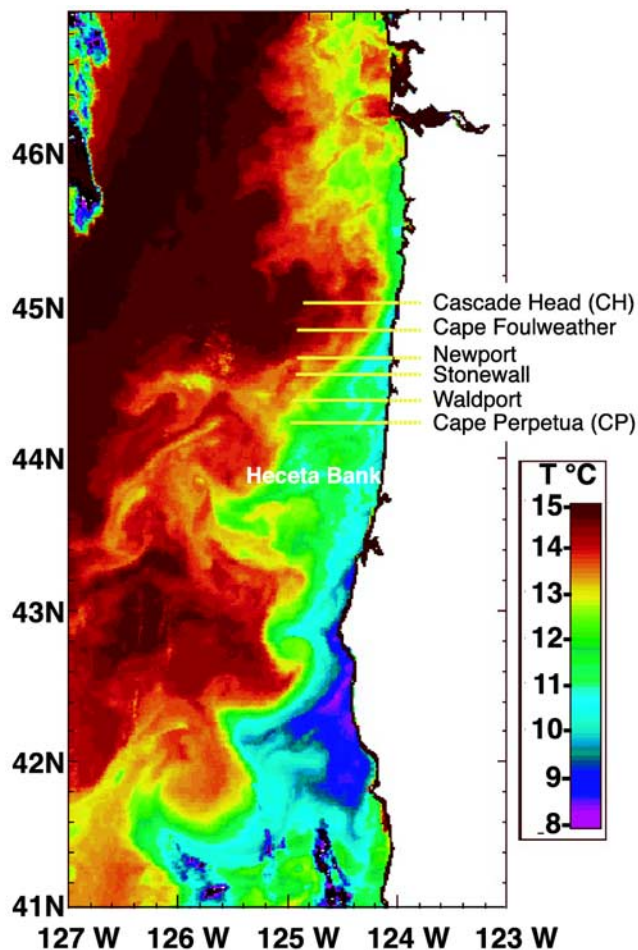 46N
45N
Cascade Head (CH)
Cape Foulweather
Newport
Stonewall
Waldport
Cape Perpetua (CP)
44N
Heceta Bank
T °C
15
14
13
12
11
10
9
8
43N
42N
41N
127 W 126 W 125 W 124 W 123 W